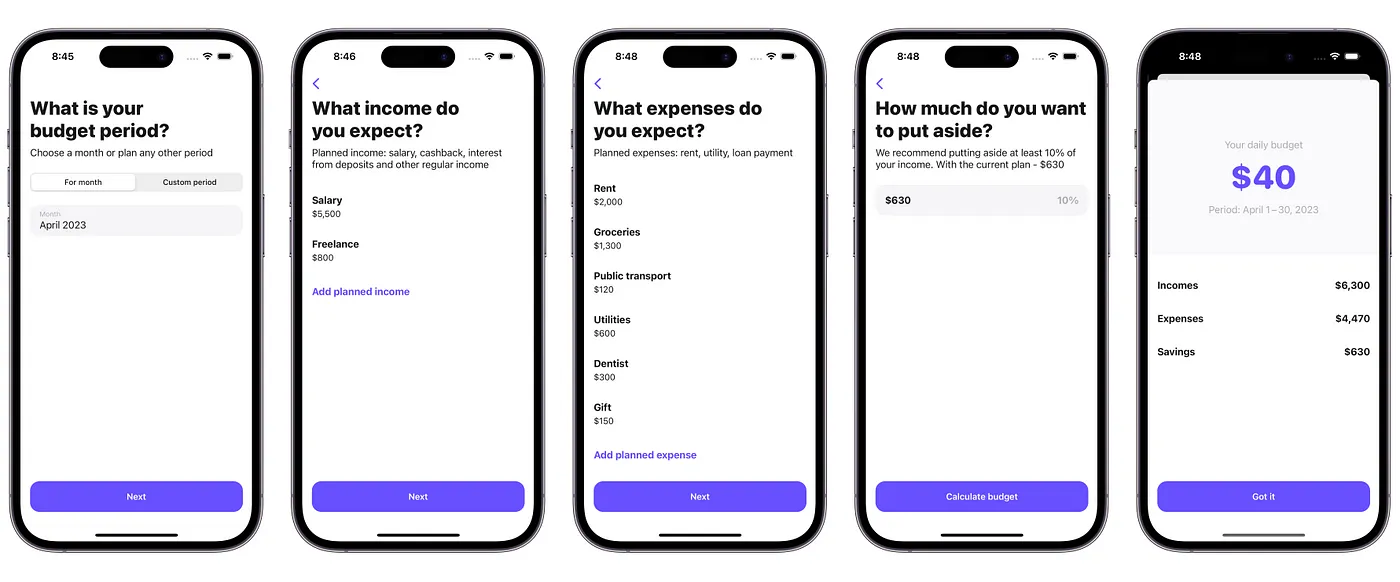 8:45
What is your
budget period?
Choose a month or plan any other period
For month
Custom period
Month
April 2023
Next
8:46
What income do
you expect?
Planned income: salary, cashback, interest
from deposits and other regular income
Salary
$5,500
Freelance
$800
Add planned income
Next
8:48
What expenses do
you expect?
Planned expenses: rent, utility, loan payment
Rent
$2,000
Groceries
$1,300
Public transport
$120
Utilities
$600
Dentist
$300
Gift
$150
Add planned expense
Next
8:48
How much do you want
to put aside?
We recommend putting aside at least 10% of
your income. With the current plan - $630
$630 10%
Calculate budget
8:48
Your daily budget
$40
Period: April 1–30, 2023
Incomes $6,300
Expenses $4,470
Savings $630
Got it